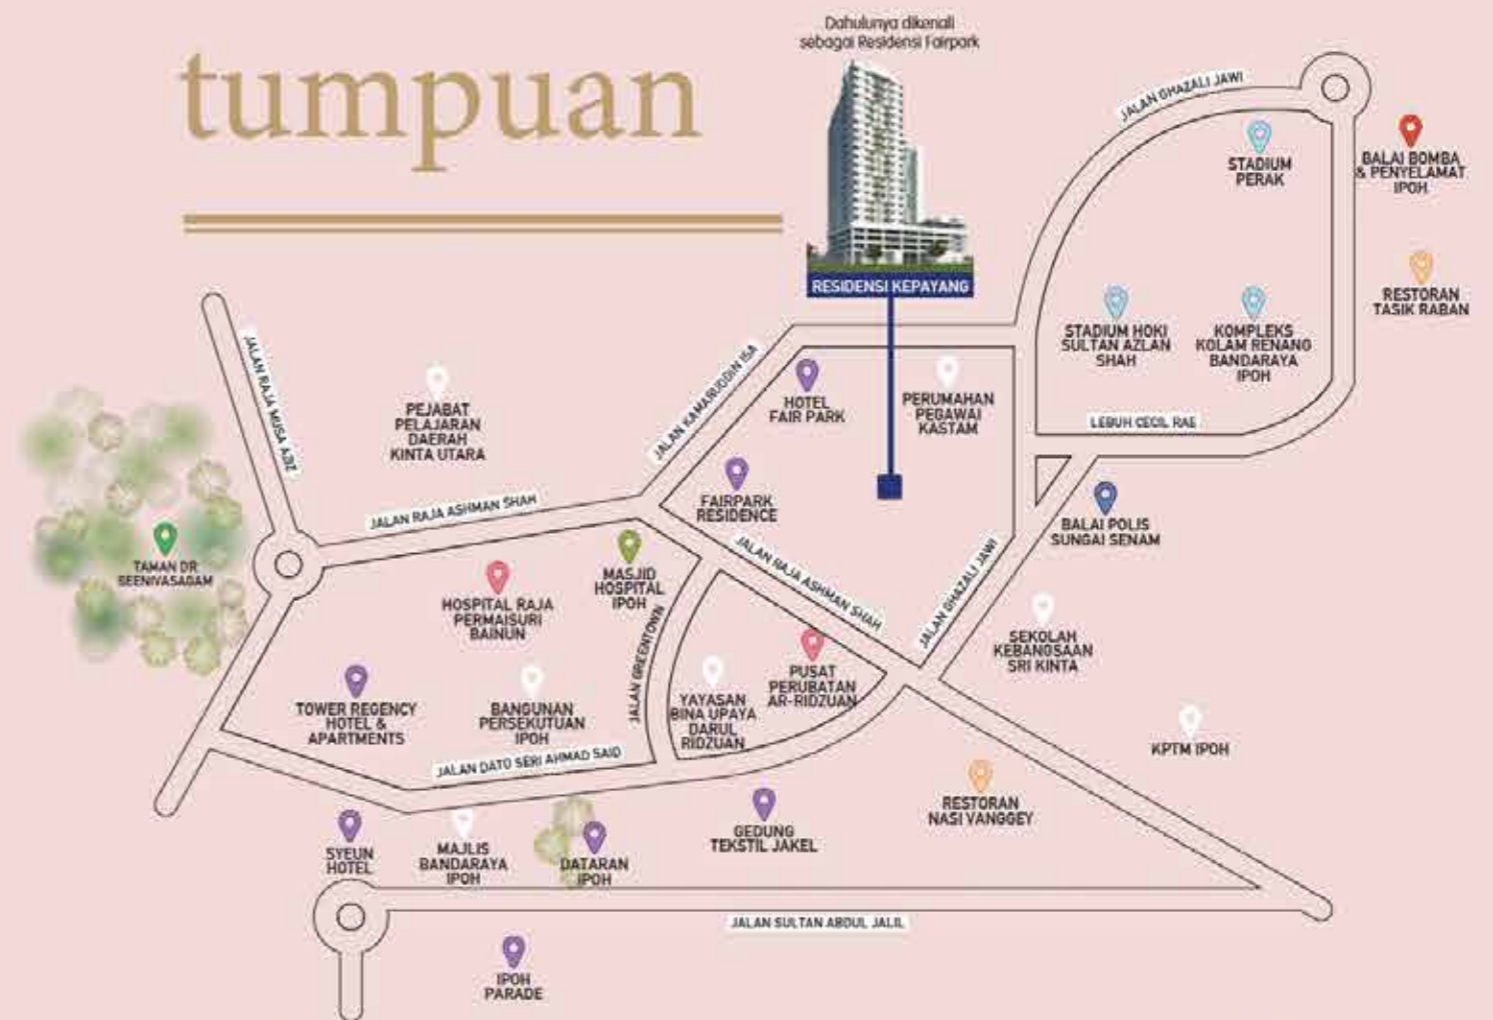 Dahulunya dikenali
sebagai Residensi Fairpark
tumpuan
RESIDENSI KEPAYANG
JALAN GHAZALI JAWI
STADIUM
PERAK
BALAI BOMBA
& PENYELAMAT
IPOH
RESTORAN
TASIK RABAN
STADIUM HOKI
SULTAN AZLAN
SHAH
KOMPLEKS
KOLAM RENANG
BANDARAYA
IPOH
LEBUH CECIL RAE
JALAN RAJA MUSA AZIZ
PEJABAT
PELAJARAN
DAERAH
KINTA UTARA
JALAN KAMARUDDIN ISA
HOTEL
FAIR PARK
PERUMAHAN
PEGAWAI
KASTAM
FAIRPARK
RESIDENCE
JALAN RAJA ASHMAN SHAH
BALAI POLIS
SUNGAI SENAM
TAMAN DR
SEENIVASAGAM
HOSPITAL RAJA
PERMAISURI
BAINUN
MASJID
HOSPITAL
IPOH
JALAN RAJA ASHMAN SHAH
JALAN GHAZALI JAWI
SEKOLAH
KEBANGSAAN
SRI KINTA
JALAN GREENTOWN
TOWER REGENCY
HOTEL &
APARTMENTS
BANGUNAN
PERSEKUTUAN
IPOH
YAYASAN
BINA UPAYA
DARUL
RIDZUAN
PUSAT
PERUBATAN
AR-RIDZUAN
KPTM IPOH
JALAN DATO SERI AHMAD SAID
RESTORAN
NASI VANGGEY
SYEUN
HOTEL
MAJLIS
BANDARAYA
IPOH
DATARAN
IPOH
GEDUNG
TEKSTIL JAKEL
JALAN SULTAN ABDUL JALIL
IPOH
PARADE